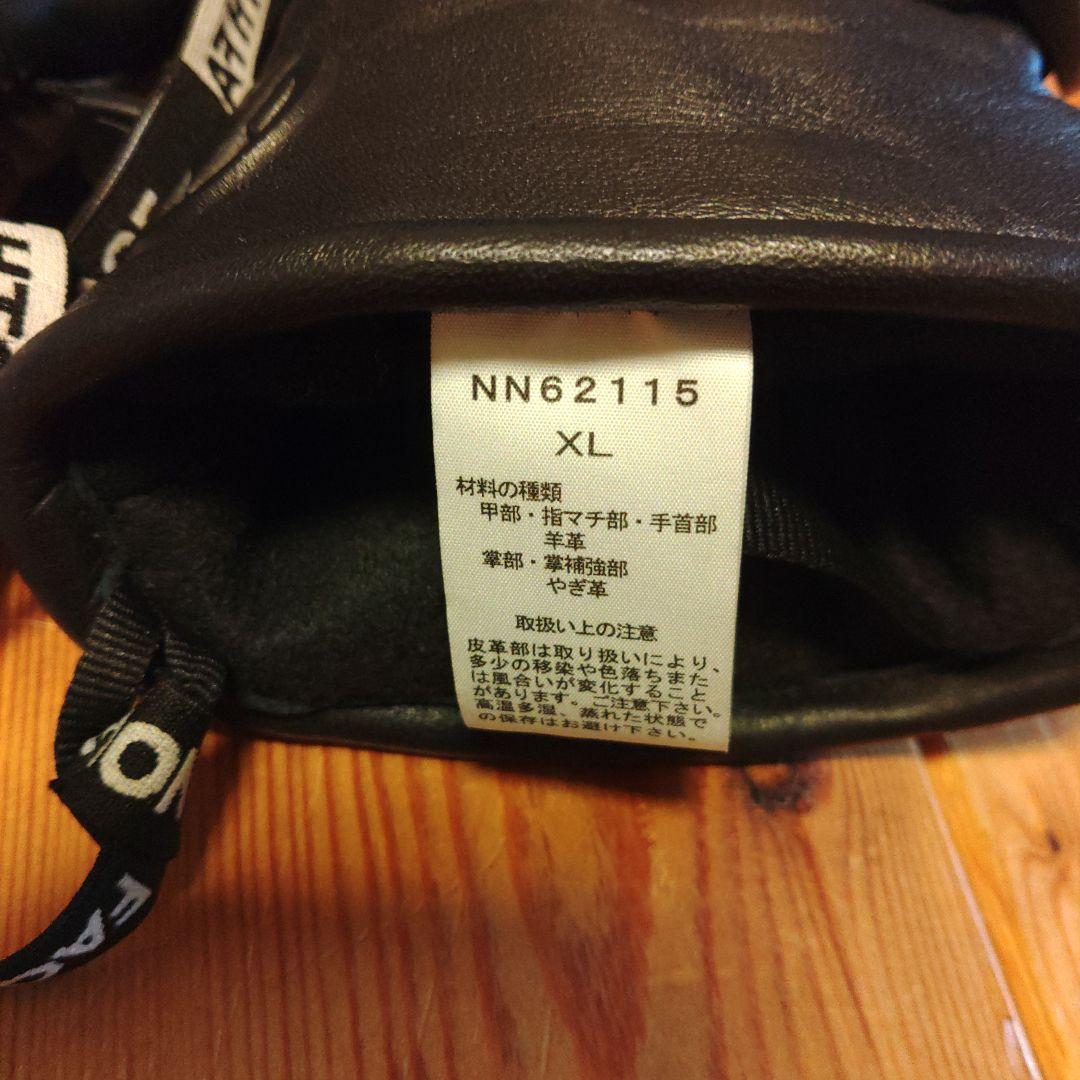 NN62115
XL
材料の種類
甲部・指マチ部・手首部
羊革
掌部・掌補強部
やぎ革
取扱い上の注意
皮革部は取り扱いにより、
多少の移染や色落ちまた
は風合いが変化すること
があります。ご注意下さい。
高温多湿、蒸れた状態で
の保存はお避け下さい。